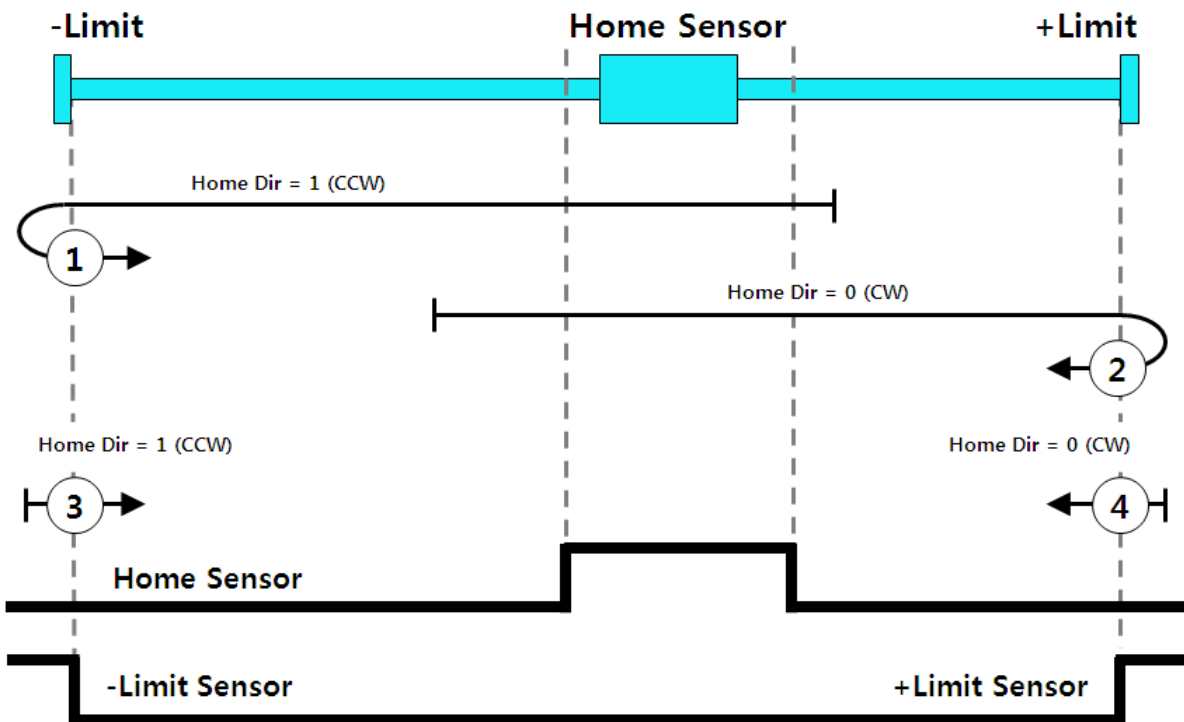 -Limit
Home Sensor
+Limit
Home Dir = 1 (CCW)
1
Home Dir = 0 (CW)
2
Home Dir = 1 (CCW)
Home Dir = 0 (CW)
3
4
Home Sensor
-Limit Sensor
+Limit Sensor